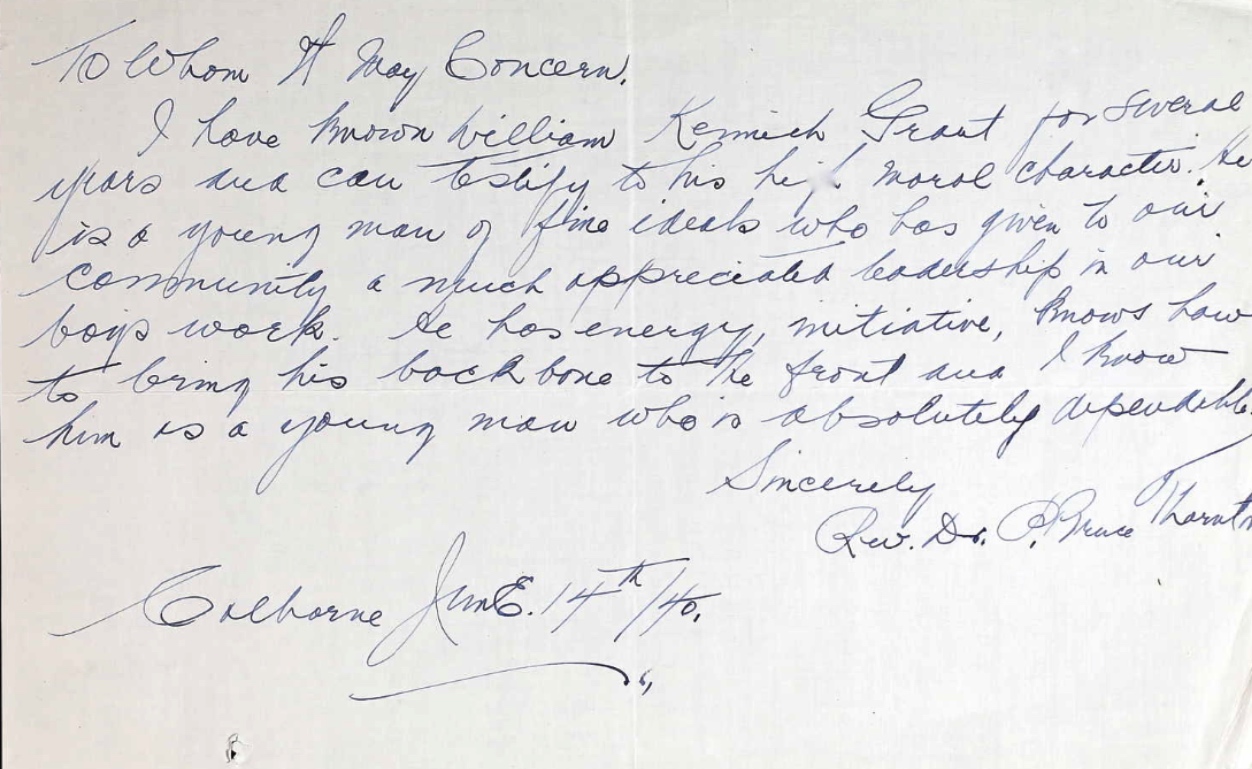 To Whom It May Concern.
I have known William Kenneth Grant for several
years and can testify to his high moral character. He
is a young man of fine ideals who has given to our
community a much appreciated leadership in our
boys work. He has energy, initiative, knows how
to bring his backbone to the front and I know
him as a young man who is absolutely dependable.
Sincerely
Rev. Dr. P. Bruce
Colborne June. 14th/40.